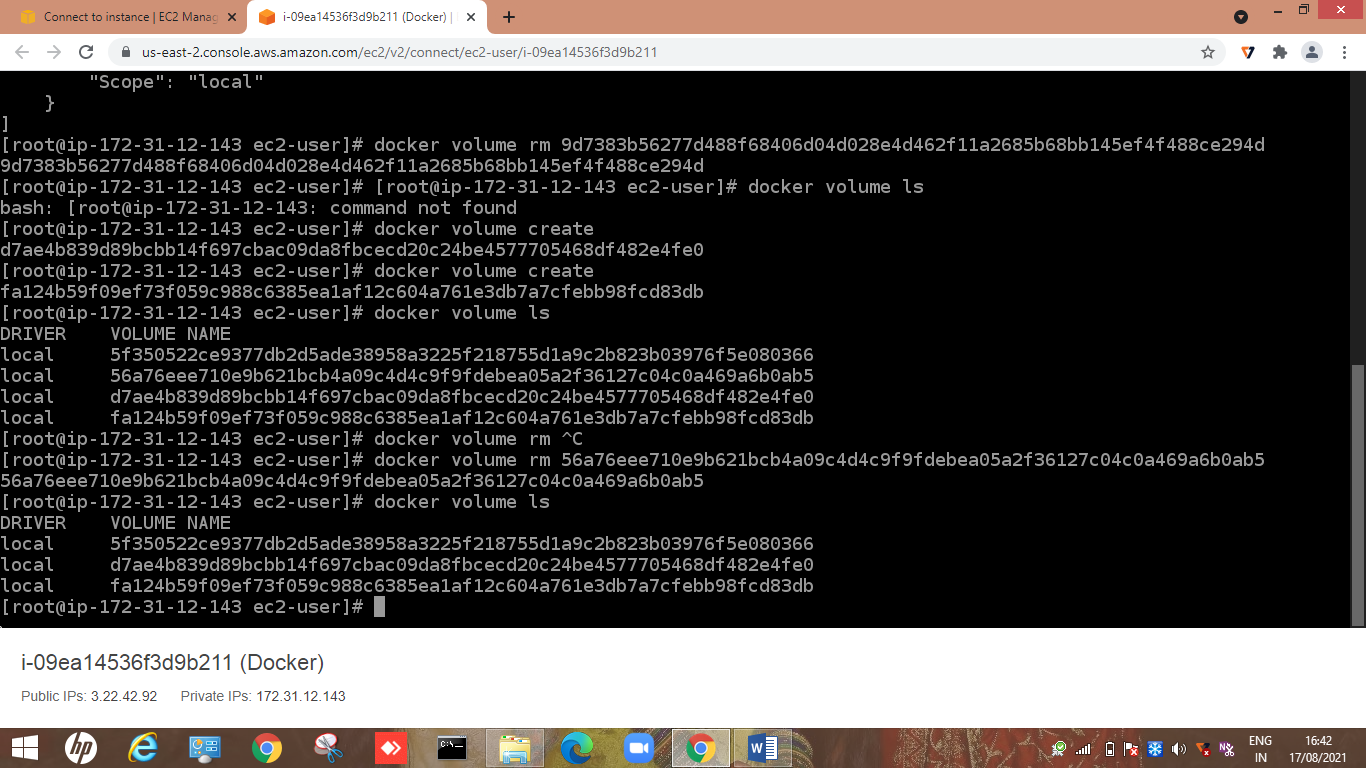 Connect to instance | EC2 Manag
i-09ea14536f3d9b211 (Docker) |
us-east-2.console.aws.amazon.com/ec2/v2/connect/ec2-user/i-09ea14536f3d9b211
"Scope": "local"
}
]
[root@ip-172-31-12-143 ec2-user]# docker volume rm 9d7383b56277d488f68406d04d028e4d462f11a2685b68bb145ef4f488ce294d
9d7383b56277d488f68406d04d028e4d462f11a2685b68bb145ef4f488ce294d
[root@ip-172-31-12-143 ec2-user]# [root@ip-172-31-12-143 ec2-user]# docker volume ls
bash: [root@ip-172-31-12-143: command not found
[root@ip-172-31-12-143 ec2-user]# docker volume create
d7ae4b839d89bcbb14f697cbac09da8fbcecd20c24be4577705468df482e4fe0
[root@ip-172-31-12-143 ec2-user]# docker volume create
fa124b59f09ef73f059c988c6385ea1af12c604a761e3db7a7cfebb98fcd83db
[root@ip-172-31-12-143 ec2-user]# docker volume ls
DRIVER    VOLUME NAME
local     5f350522ce9377db2d5ade38958a3225f218755d1a9c2b823b03976f5e080366
local     56a76eee710e9b621bcb4a09c4d4c9f9fdebea05a2f36127c04c0a469a6b0ab5
local     d7ae4b839d89bcbb14f697cbac09da8fbcecd20c24be4577705468df482e4fe0
local     fa124b59f09ef73f059c988c6385ea1af12c604a761e3db7a7cfebb98fcd83db
[root@ip-172-31-12-143 ec2-user]# docker volume rm ^C
[root@ip-172-31-12-143 ec2-user]# docker volume rm 56a76eee710e9b621bcb4a09c4d4c9f9fdebea05a2f36127c04c0a469a6b0ab5
56a76eee710e9b621bcb4a09c4d4c9f9fdebea05a2f36127c04c0a469a6b0ab5
[root@ip-172-31-12-143 ec2-user]# docker volume ls
DRIVER    VOLUME NAME
local     5f350522ce9377db2d5ade38958a3225f218755d1a9c2b823b03976f5e080366
local     d7ae4b839d89bcbb14f697cbac09da8fbcecd20c24be4577705468df482e4fe0
local     fa124b59f09ef73f059c988c6385ea1af12c604a761e3db7a7cfebb98fcd83db
[root@ip-172-31-12-143 ec2-user]#
i-09ea14536f3d9b211 (Docker)
Public IPs: 3.22.42.92 Private IPs: 172.31.12.143
ENG 16:42
IN 17/08/2021